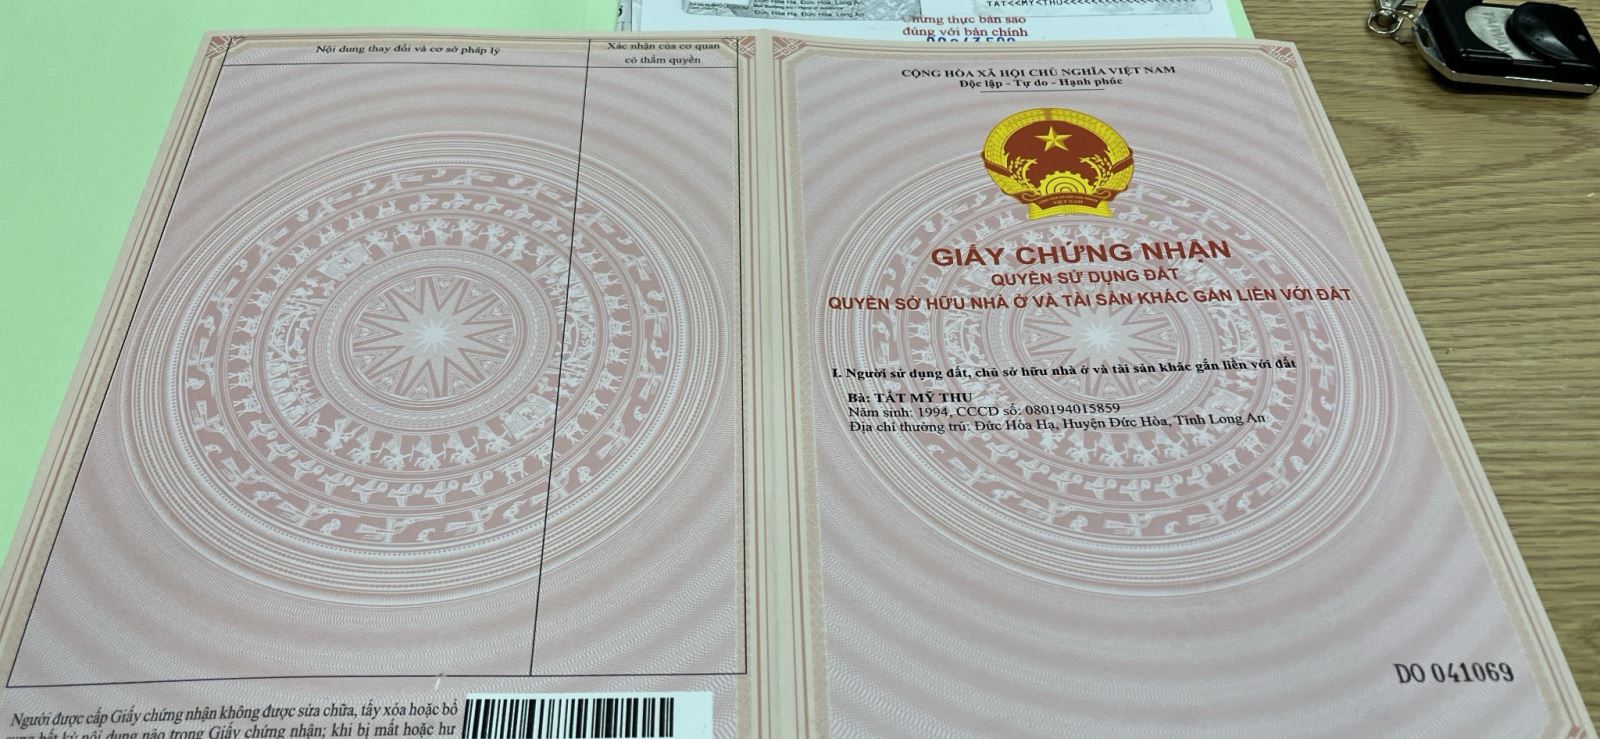 Đức Hòa Hạ, Đức Hòa, Long An
TAT<<MY<THU<<<<<<<<<<<<<<<<<<
Chứng thực bản sao
đúng với bản chính
Nội dung thay đổi và cơ sở pháp lý
Xác nhận của cơ quan
có thẩm quyền
Người được cấp Giấy chứng nhận không được sửa chữa, tẩy xóa hoặc bổ
bất kỳ nội dung nào trong Giấy chứng nhận; khi bị mất hoặc hư
CỘNG HÒA XÃ HỘI CHỦ NGHĨA VIỆT NAM
Độc lập - Tự do - Hạnh phúc
VIỆT NAM
GIẤY CHỨNG NHẬN
QUYỀN SỬ DỤNG ĐẤT
QUYỀN SỞ HỮU NHÀ Ở VÀ TÀI SẢN KHÁC GẮN LIỀN VỚI ĐẤT
I. Người sử dụng đất, chủ sở hữu nhà ở và tài sản khác gắn liền với đất
Bà: TẤT MỸ THU
Năm sinh: 1994, CCCD số: 080194015859
Địa chỉ thường trú: Đức Hòa Hạ, Huyện Đức Hòa, Tỉnh Long An
DO 041069